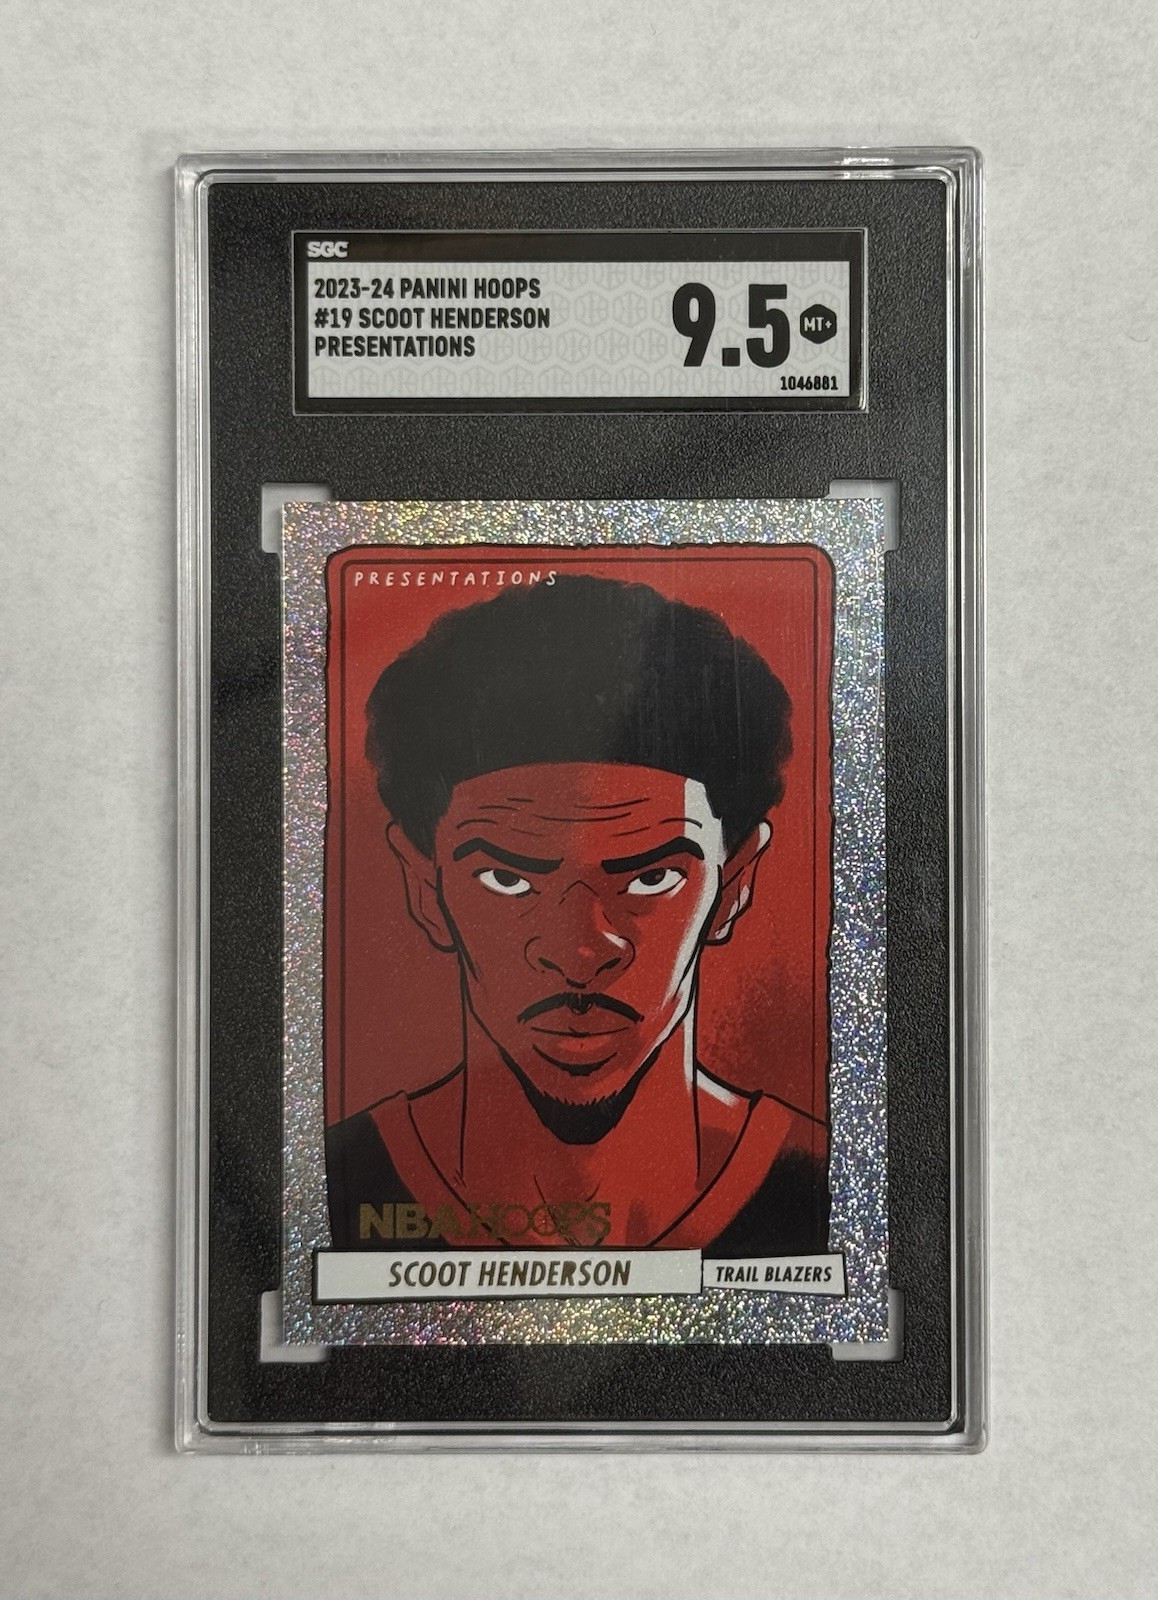 SGC
2023-24 PANINI HOOPS
#19 SCOOT HENDERSON
PRESENTATIONS
9.5
MT+
1046881
PRESENTATIONS
NBA HOOPS
SCOOT HENDERSON
TRAIL BLAZERS